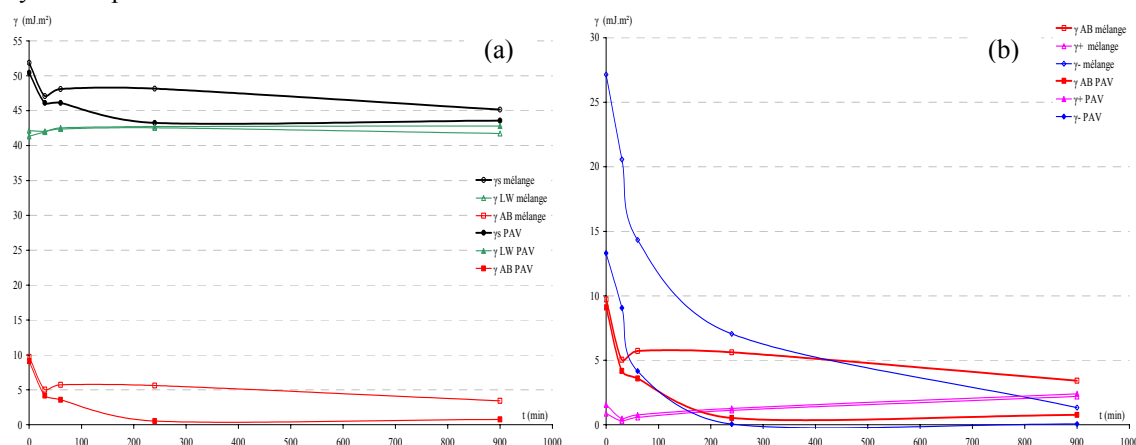 γ (mJ.m²)
(a)
55
50
45
40
35
30
25
20
15
10
5
0
0 100 200 300 400 500 600 700 800 900 1000
t (min)
γs mélange
γ LW mélange
γ AB mélange
γs PAV
γ LW PAV
γ AB PAV
γ (mJ.m²)
(b)
30
25
20
15
10
5
0
0 100 200 300 400 500 600 700 800 900 1000
t (min)
γ AB mélange
γ+ mélange
γ- mélange
γ AB PAV
γ+ PAV
γ- PAV